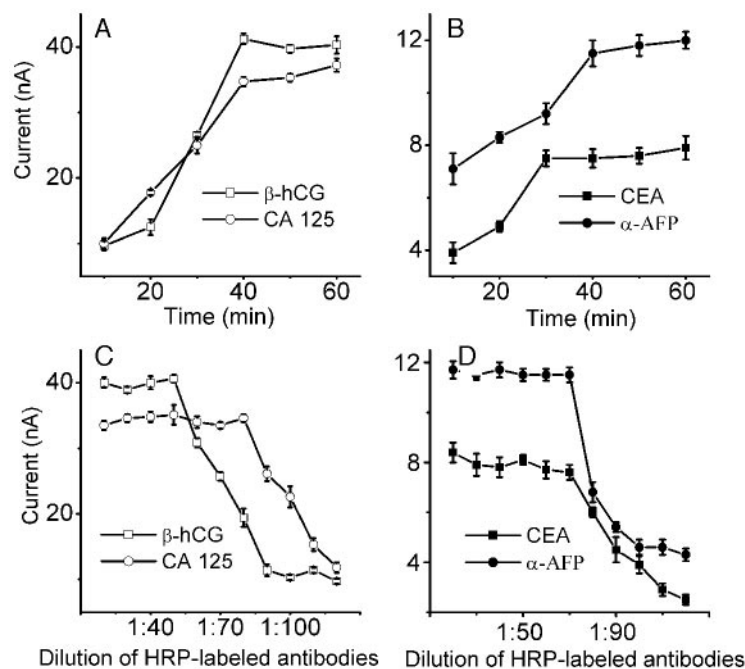 A
Current (nA)
40
20
β-hCG
CA 125
20
40
60
Time (min)
B
12
8
4
CEA
α-AFP
20
40
60
Time (min)
C
Current (nA)
40
20
β-hCG
CA 125
1:40
1:70
1:100
Dilution of HRP-labeled antibodies
D
12
8
4
CEA
α-AFP
1:50
1:90
Dilution of HRP-labeled antibodies